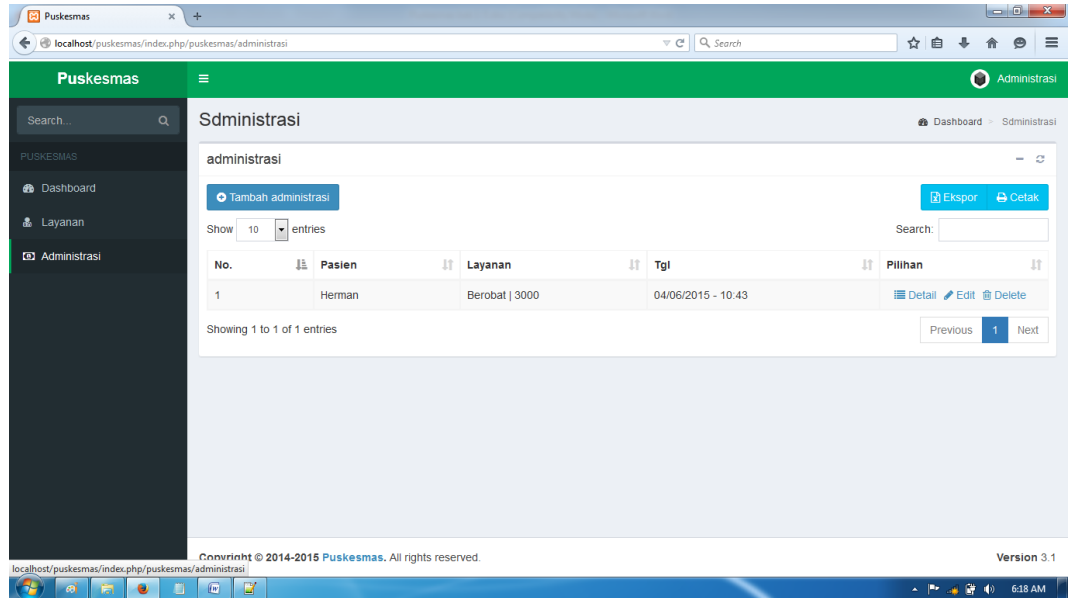 Puskesmas
localhost/puskesmas/index.php/puskesmas/administrasi
Search
Puskesmas
Administrasi
Search...
Sdministrasi
Dashboard > Sdministrasi
PUSKESMAS
Dashboard
Layanan
Administrasi
administrasi
Tambah administrasi
Ekspor Cetak
Show 10 entries
Search:
No. Pasien Layanan Tgl Pilihan
1 Herman Berobat | 3000 04/06/2015 - 10:43 Detail Edit Delete
Showing 1 to 1 of 1 entries
Previous 1 Next
Copyright © 2014-2015 Puskesmas. All rights reserved.
Version 3.1
localhost/puskesmas/index.php/puskesmas/administrasi
6:18 AM